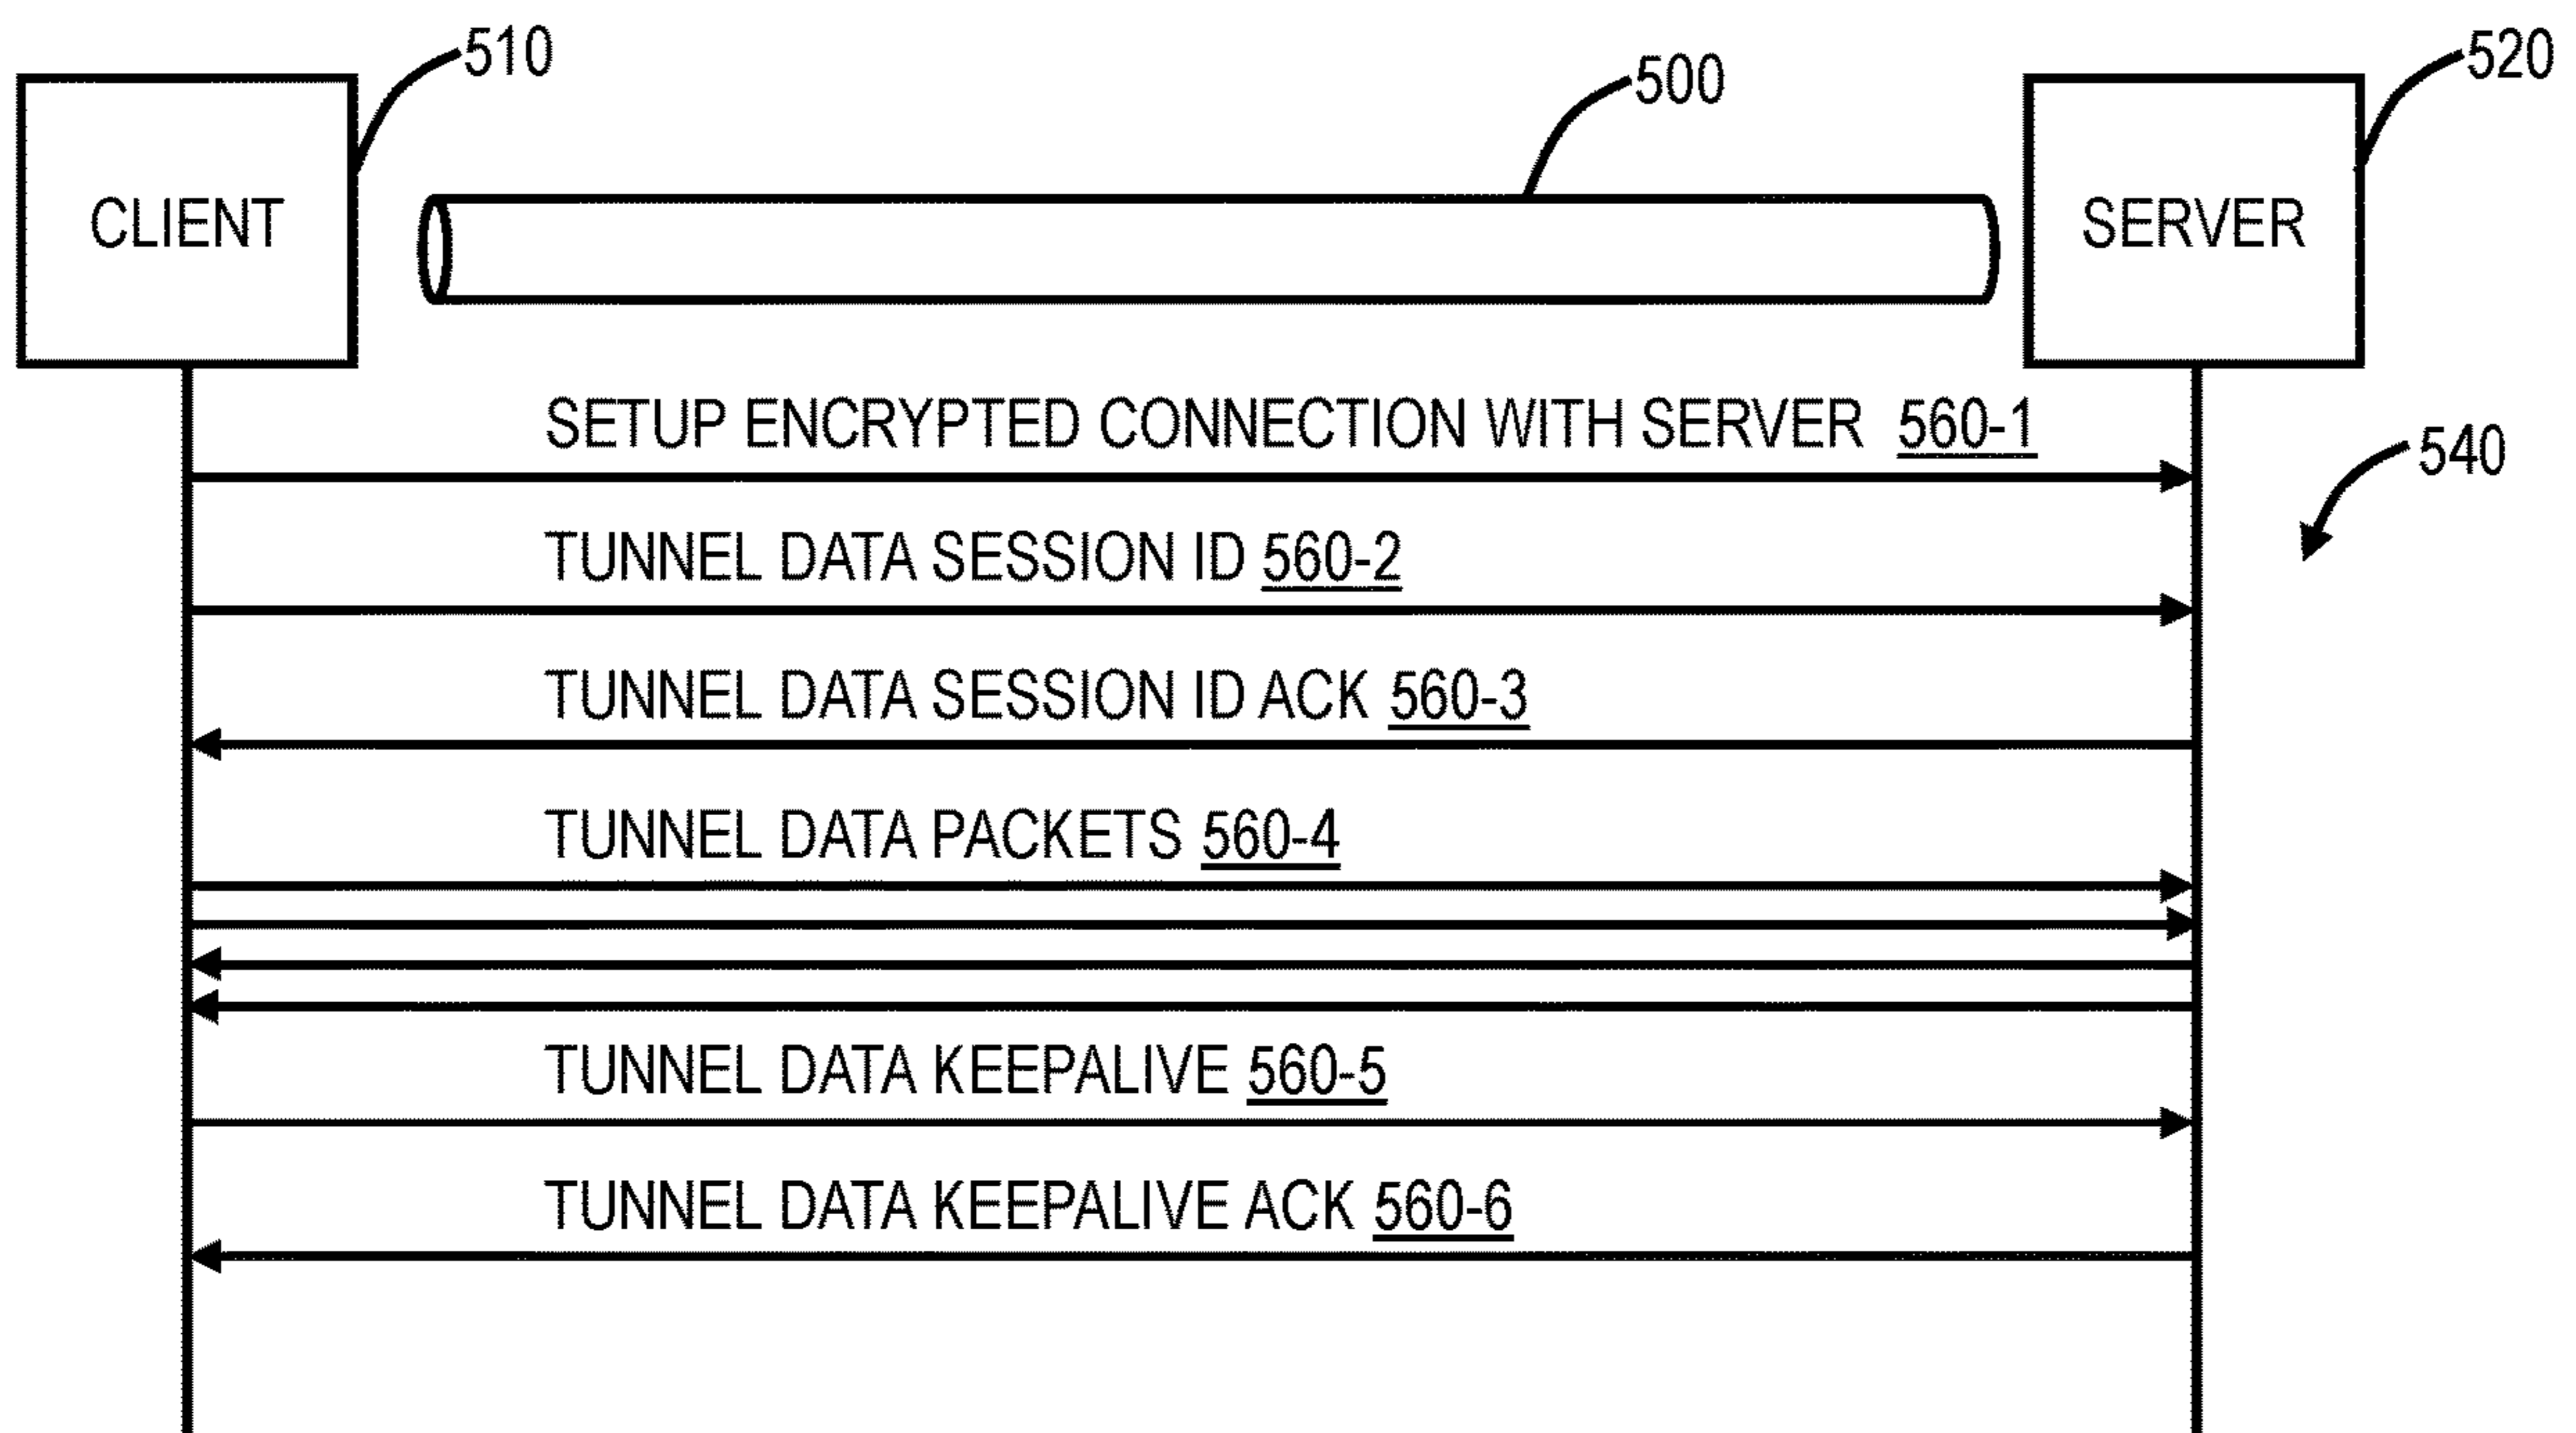 510
500
520
CLIENT
SERVER
SETUP ENCRYPTED CONNECTION WITH SERVER 560-1
540
TUNNEL DATA SESSION ID 560-2
TUNNEL DATA SESSION ID ACK 560-3
TUNNEL DATA PACKETS 560-4
TUNNEL DATA KEEPALIVE 560-5
TUNNEL DATA KEEPALIVE ACK 560-6